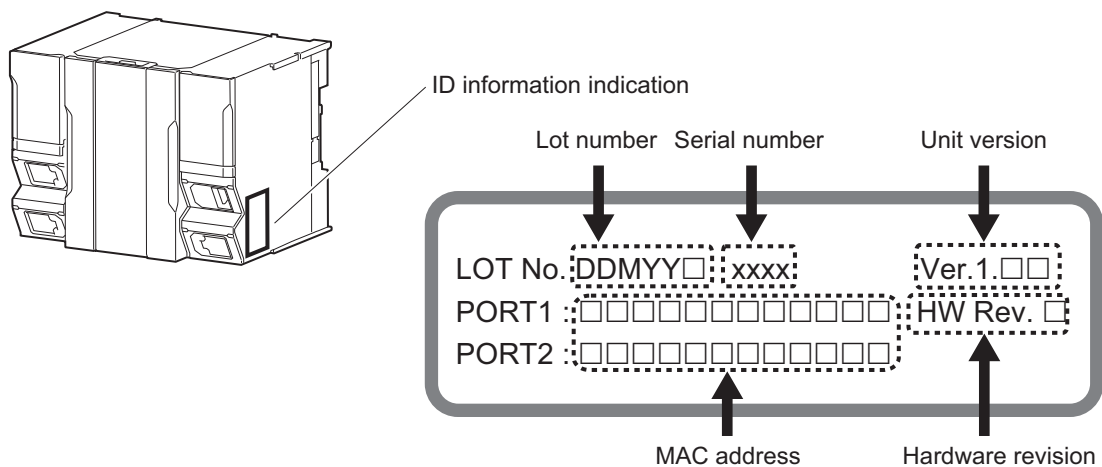 ID information indication
Lot number Serial number Unit version
LOT No. DDMYY□ xxxx Ver.1.□□
PORT1 : □□□□□□□□□□□□ HW Rev. □
PORT2 : □□□□□□□□□□□□
MAC address Hardware revision